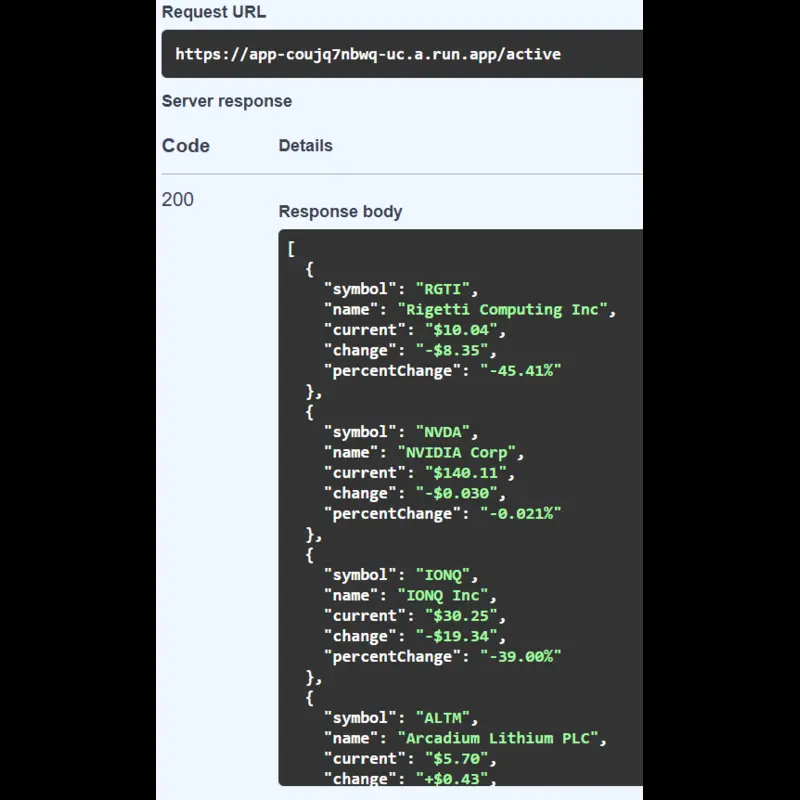 Request URL
https://app-coujq7nbwq-uc.a.run.app/active
Server response
Code Details
200
Response body
[
{
"symbol": "RGTI",
"name": "Rigetti Computing Inc",
"current": "$10.04",
"change": "-$8.35",
"percentChange": "-45.41%"
},
{
"symbol": "NVDA",
"name": "NVIDIA Corp",
"current": "$140.11",
"change": "-$0.030",
"percentChange": "-0.021%"
},
{
"symbol": "IONQ",
"name": "IONQ Inc",
"current": "$30.25",
"change": "-$19.34",
"percentChange": "-39.00%"
},
{
"symbol": "ALTM",
"name": "Arcadium Lithium PLC",
"current": "$5.70",
"change": "+$0.43",